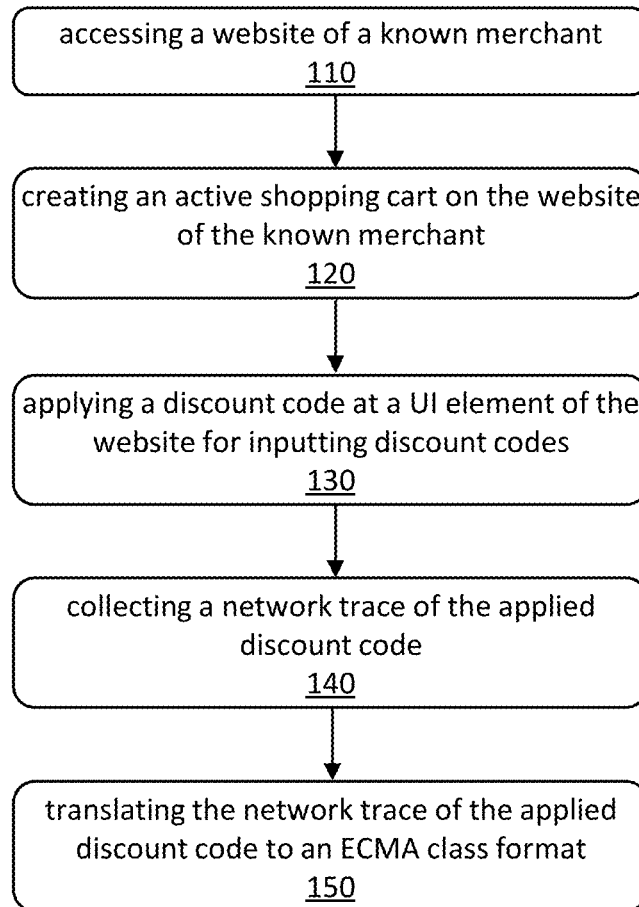 accessing a website of a known merchant
110
creating an active shopping cart on the website
of the known merchant
120
applying a discount code at a UI element of the
website for inputting discount codes
130
collecting a network trace of the applied
discount code
140
translating the network trace of the applied
discount code to an ECMA class format
150